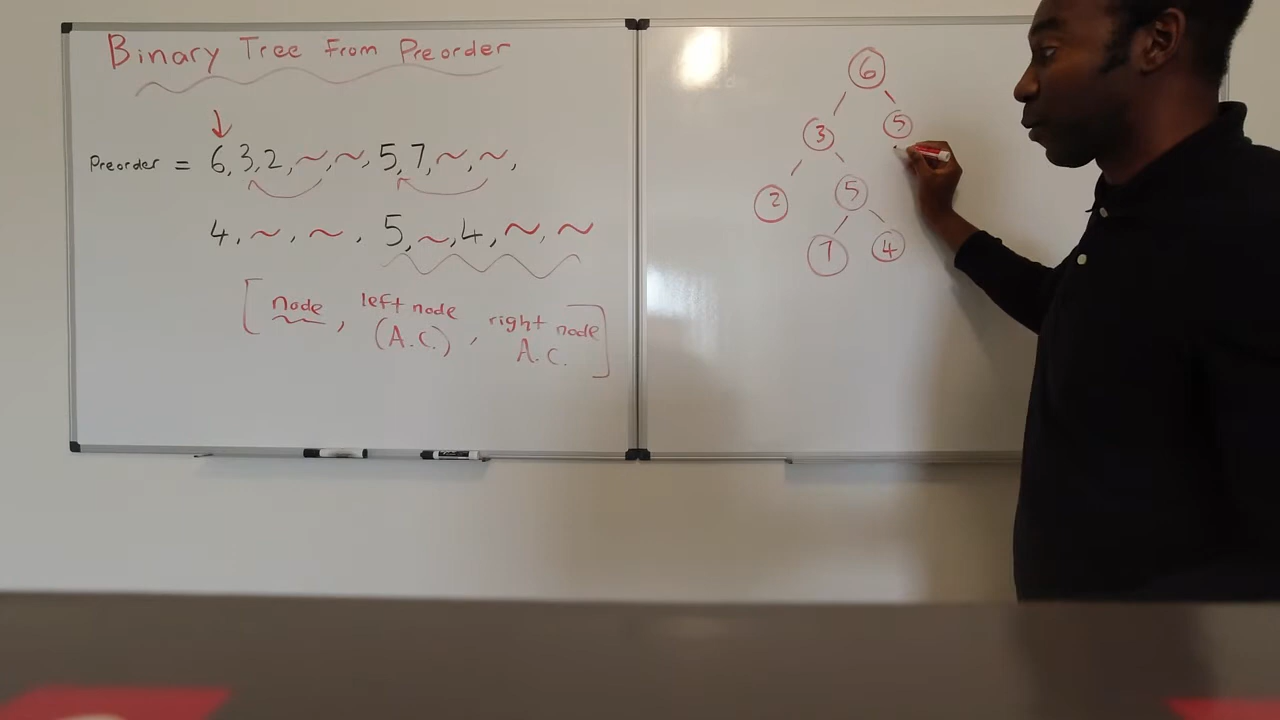 Binary Tree From Preorder
Preorder = 6,3,2,~,~,5,7,~,~,
4,~,~,5,~,4,~,~
[node, left node (A.C.), right node A.C.]
6
3 5
2 5
7 4